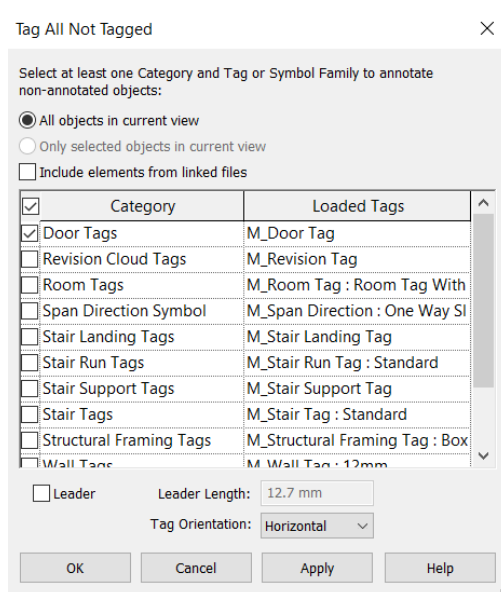 Tag All Not Tagged
Select at least one Category and Tag or Symbol Family to annotate
non-annotated objects:
All objects in current view
Only selected objects in current view
Include elements from linked files
Category Loaded Tags
Door Tags M_Door Tag
Revision Cloud Tags M_Revision Tag
Room Tags M_Room Tag : Room Tag With
Span Direction Symbol M_Span Direction : One Way Sl
Stair Landing Tags M_Stair Landing Tag
Stair Run Tags M_Stair Run Tag : Standard
Stair Support Tags M_Stair Support Tag
Stair Tags M_Stair Tag : Standard
Structural Framing Tags M_Structural Framing Tag : Box
Wall Tags M_Wall Tag : 12mm
Leader Leader Length: 12.7 mm
Tag Orientation: Horizontal
OK Cancel Apply Help